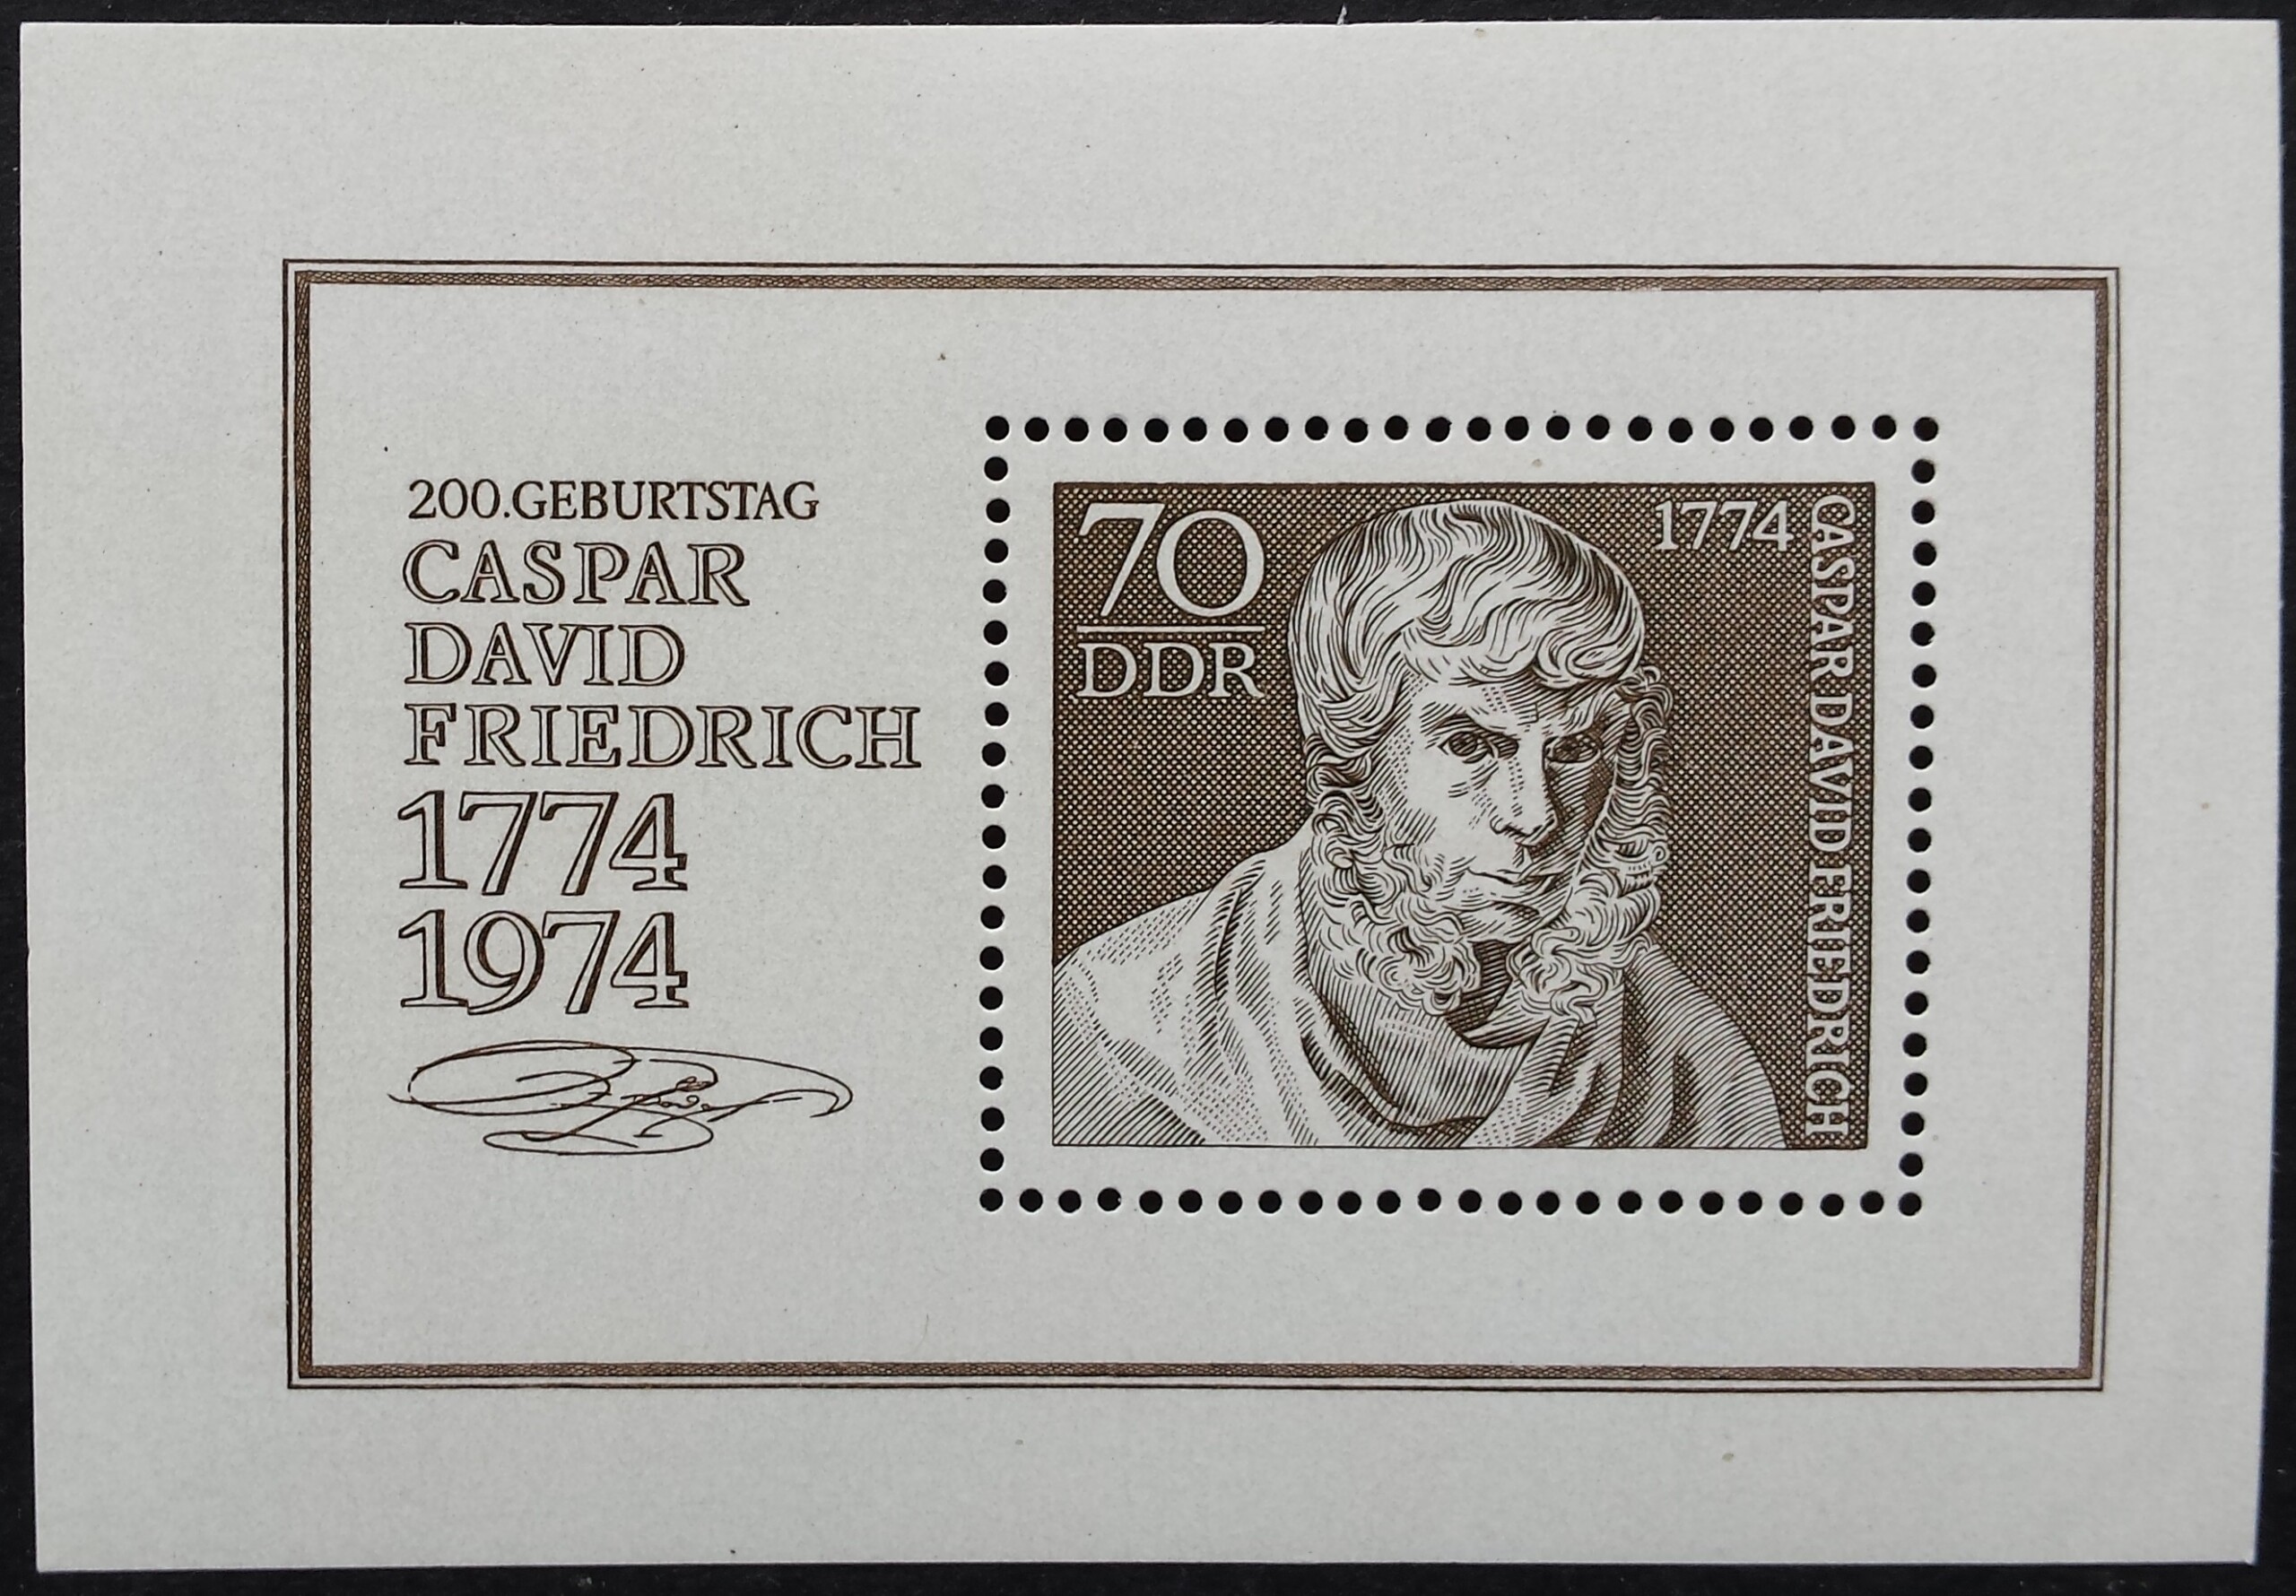 200.GEBURTSTAG
CASPAR
DAVID
FRIEDRICH
1774
1974
70
DDR
1774
CASPAR DAVID FRIEDRICH